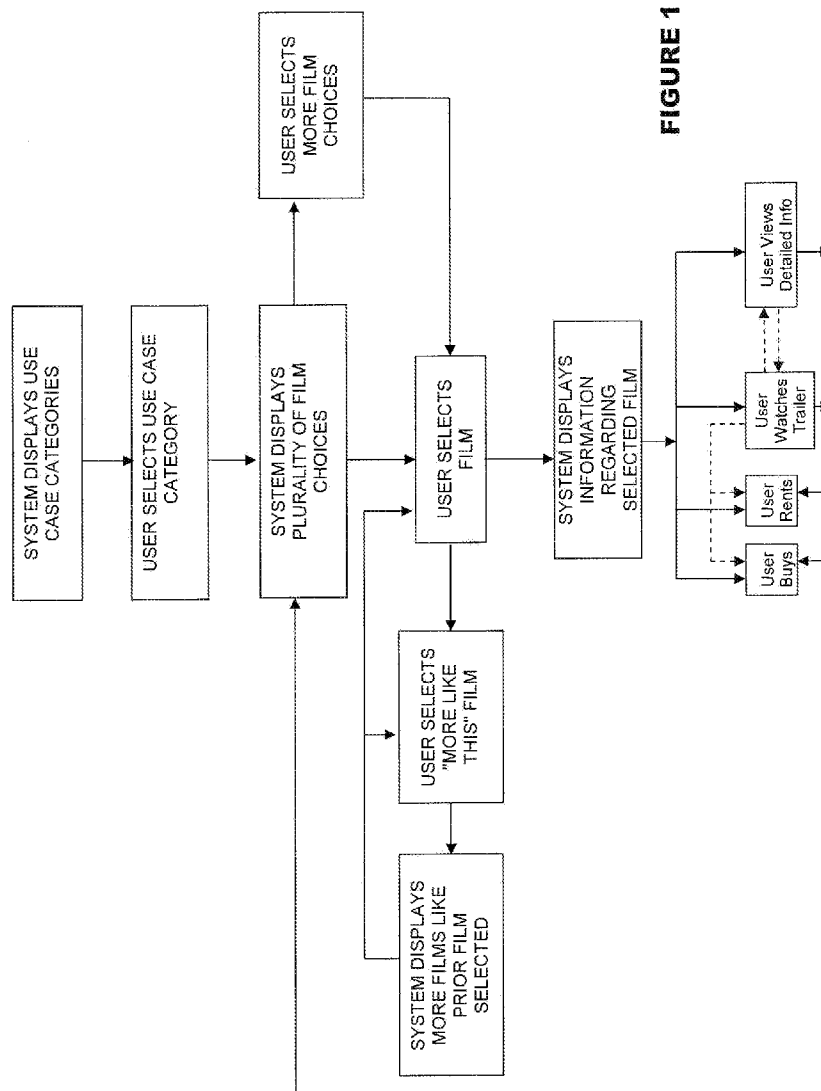 SYSTEM DISPLAYS USE
CASE CATEGORIES
USER SELECTS USE CASE
CATEGORY
SYSTEM DISPLAYS
PLURALITY OF FILM
CHOICES
USER SELECTS
MORE FILM
CHOICES
SYSTEM DISPLAYS
MORE FILMS LIKE
PRIOR FILM
SELECTED
USER SELECTS
"MORE LIKE
THIS" FILM
USER SELECTS
FILM
SYSTEM DISPLAYS
INFORMATION
REGARDING
SELECTED FILM
User
Buys
User
Rents
User
Watches
Trailer
User Views
Detailed Info
FIGURE 1